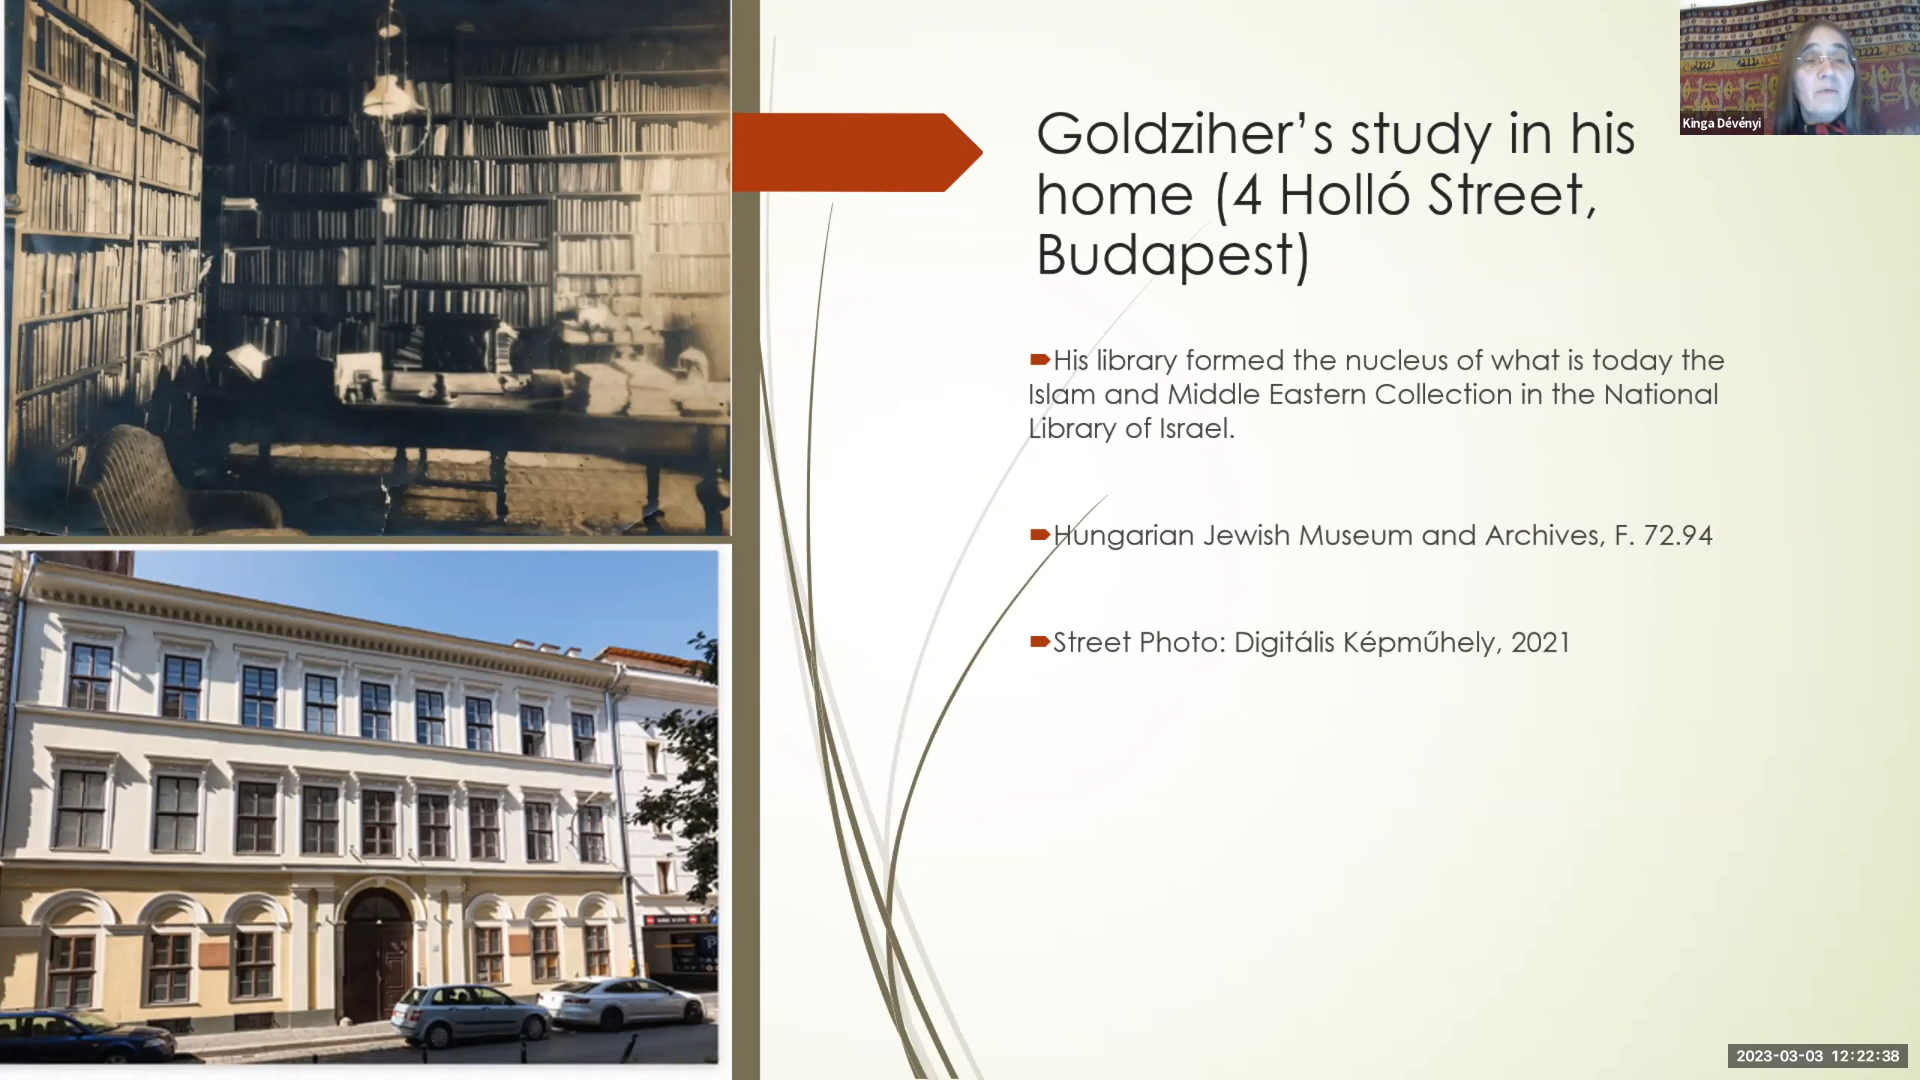 Goldziher’s study in his
home (4 Holló Street,
Budapest)
His library formed the nucleus of what is today the
Islam and Middle Eastern Collection in the National
Library of Israel.
Hungarian Jewish Museum and Archives, F. 72.94
Street Photo: Digitális Képműhely, 2021
Kinga Dévényi
2023-03-03 12:22:38